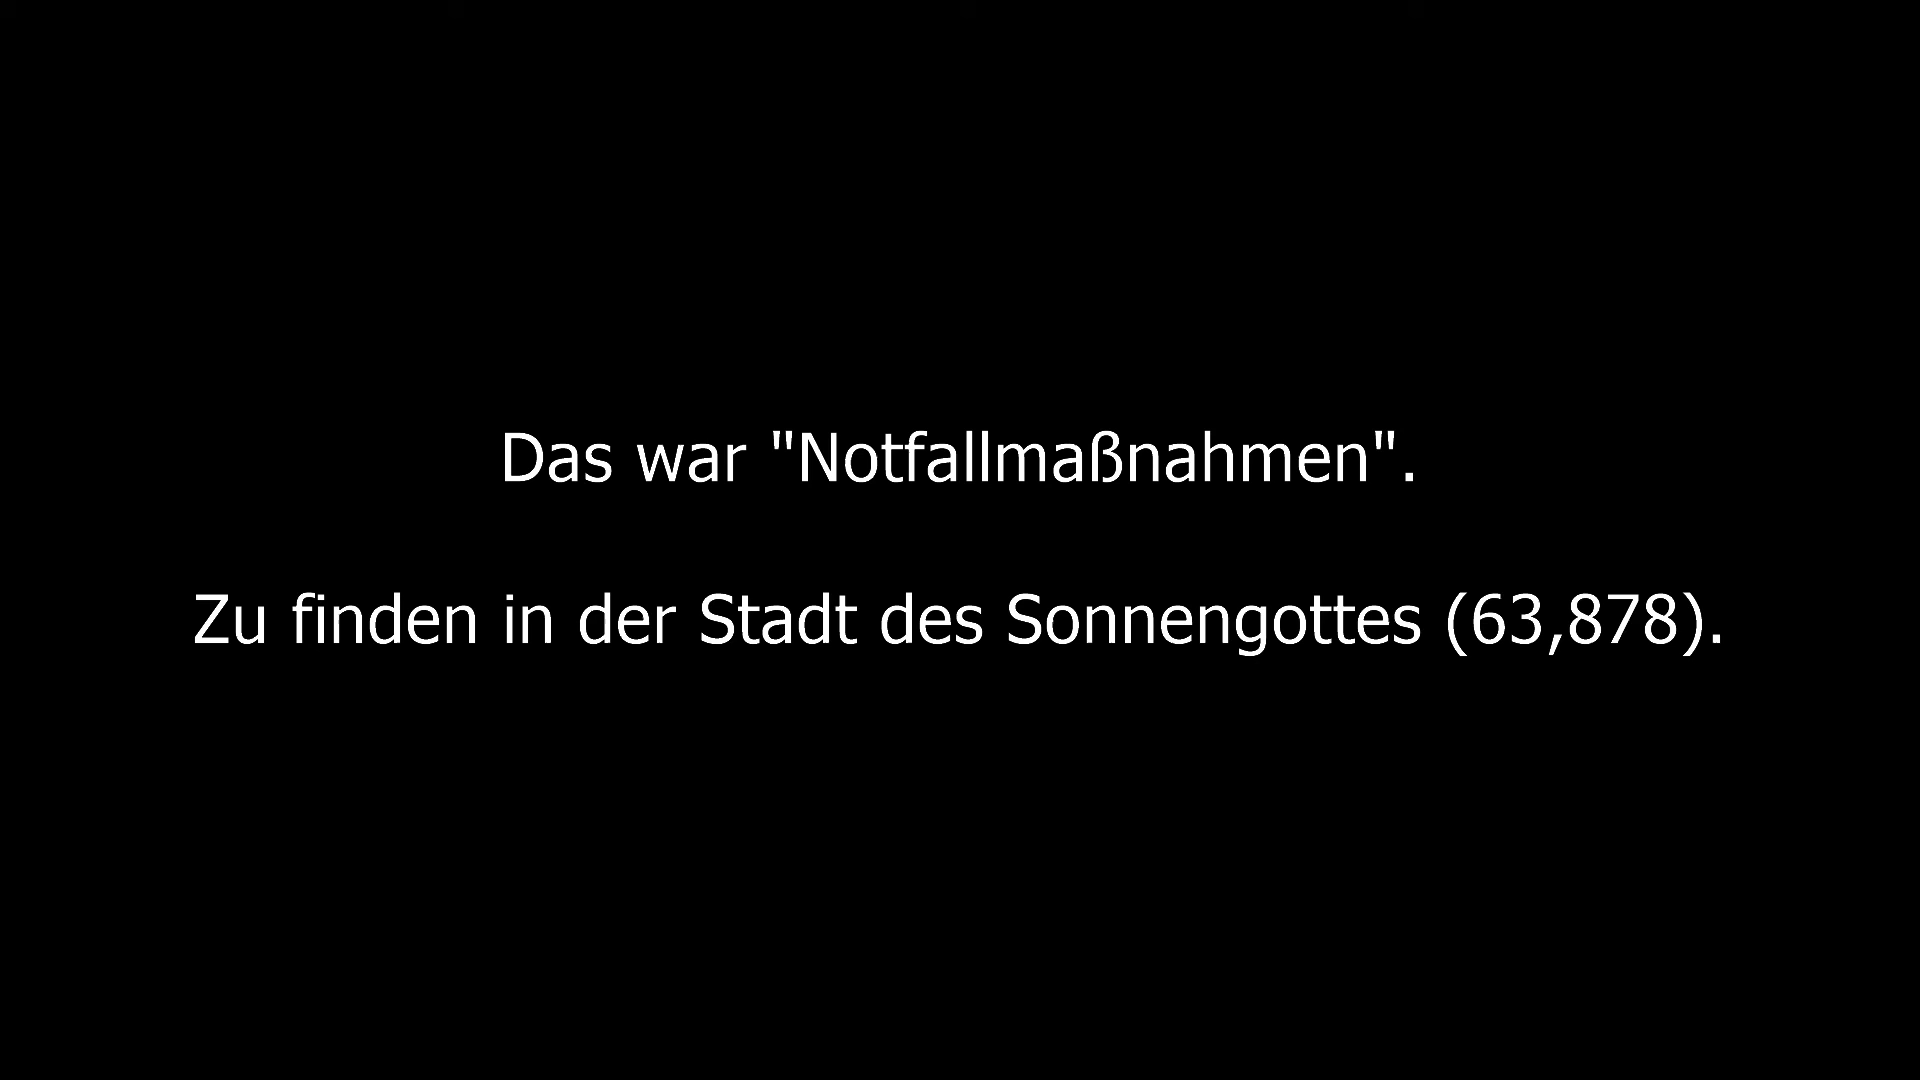 Das war "Notfallmaßnahmen".
Zu finden in der Stadt des Sonnengottes (63,878).